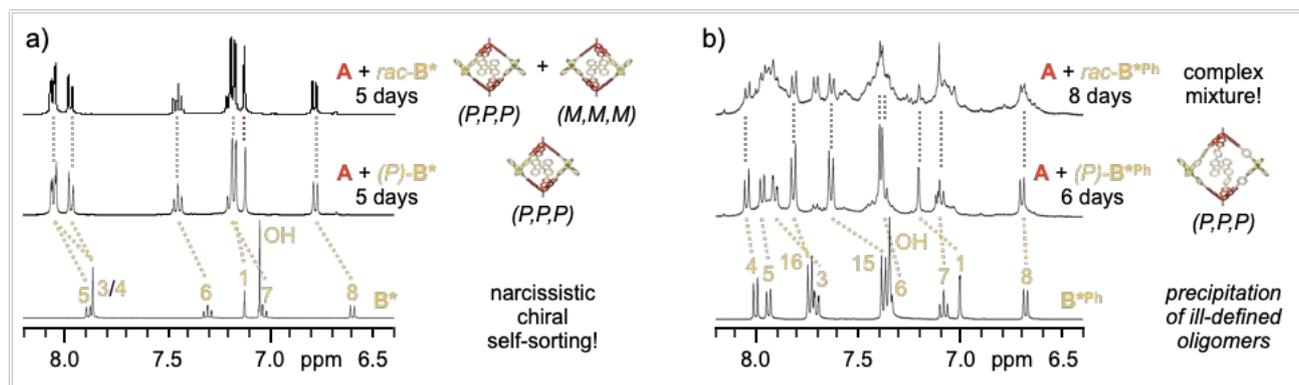 a)
A + rac-B*
5 days
+
(P,P,P)
(M,M,M)
A + (P)-B*
5 days
(P,P,P)
OH
5
3/4
6
1
7
8
B*
narcissistic
chiral
self-sorting!
8.0
7.5
7.0
ppm
6.5
b)
A + rac-B*Ph
8 days
complex
mixture!
A + (P)-B*Ph
6 days
(P,P,P)
4
5
16
3
15
OH
6
7
1
8
B*Ph
precipitation
of ill-defined
oligomers
8.0
7.5
7.0
ppm
6.5